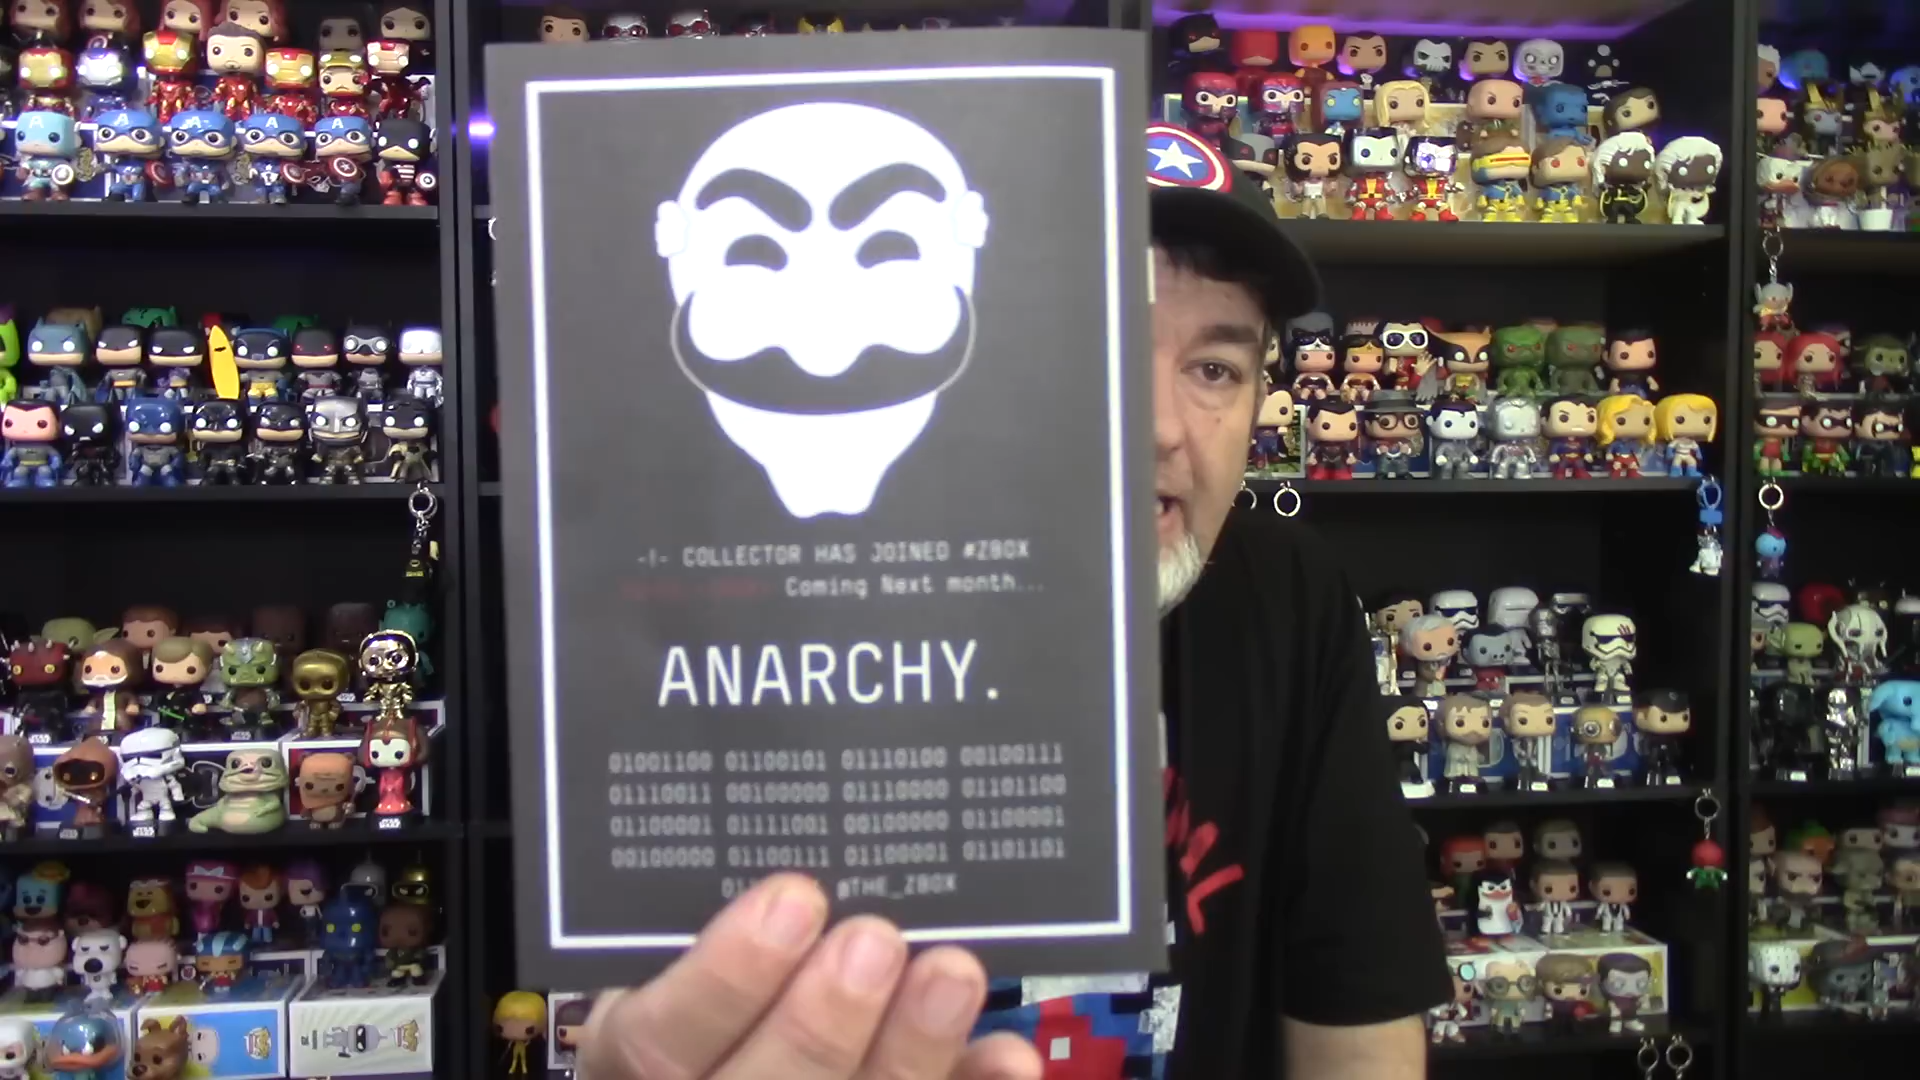 -!- COLLECTOR HAS JOINED #ZBOX
Coming Next month...
ANARCHY.
01001100 01100101 01110100 00100111
01110011 00100000 01110000 01101100
01100001 01111001 00100000 01100001
00100000 01100111 01100001 01101101
@THE_ZBOX